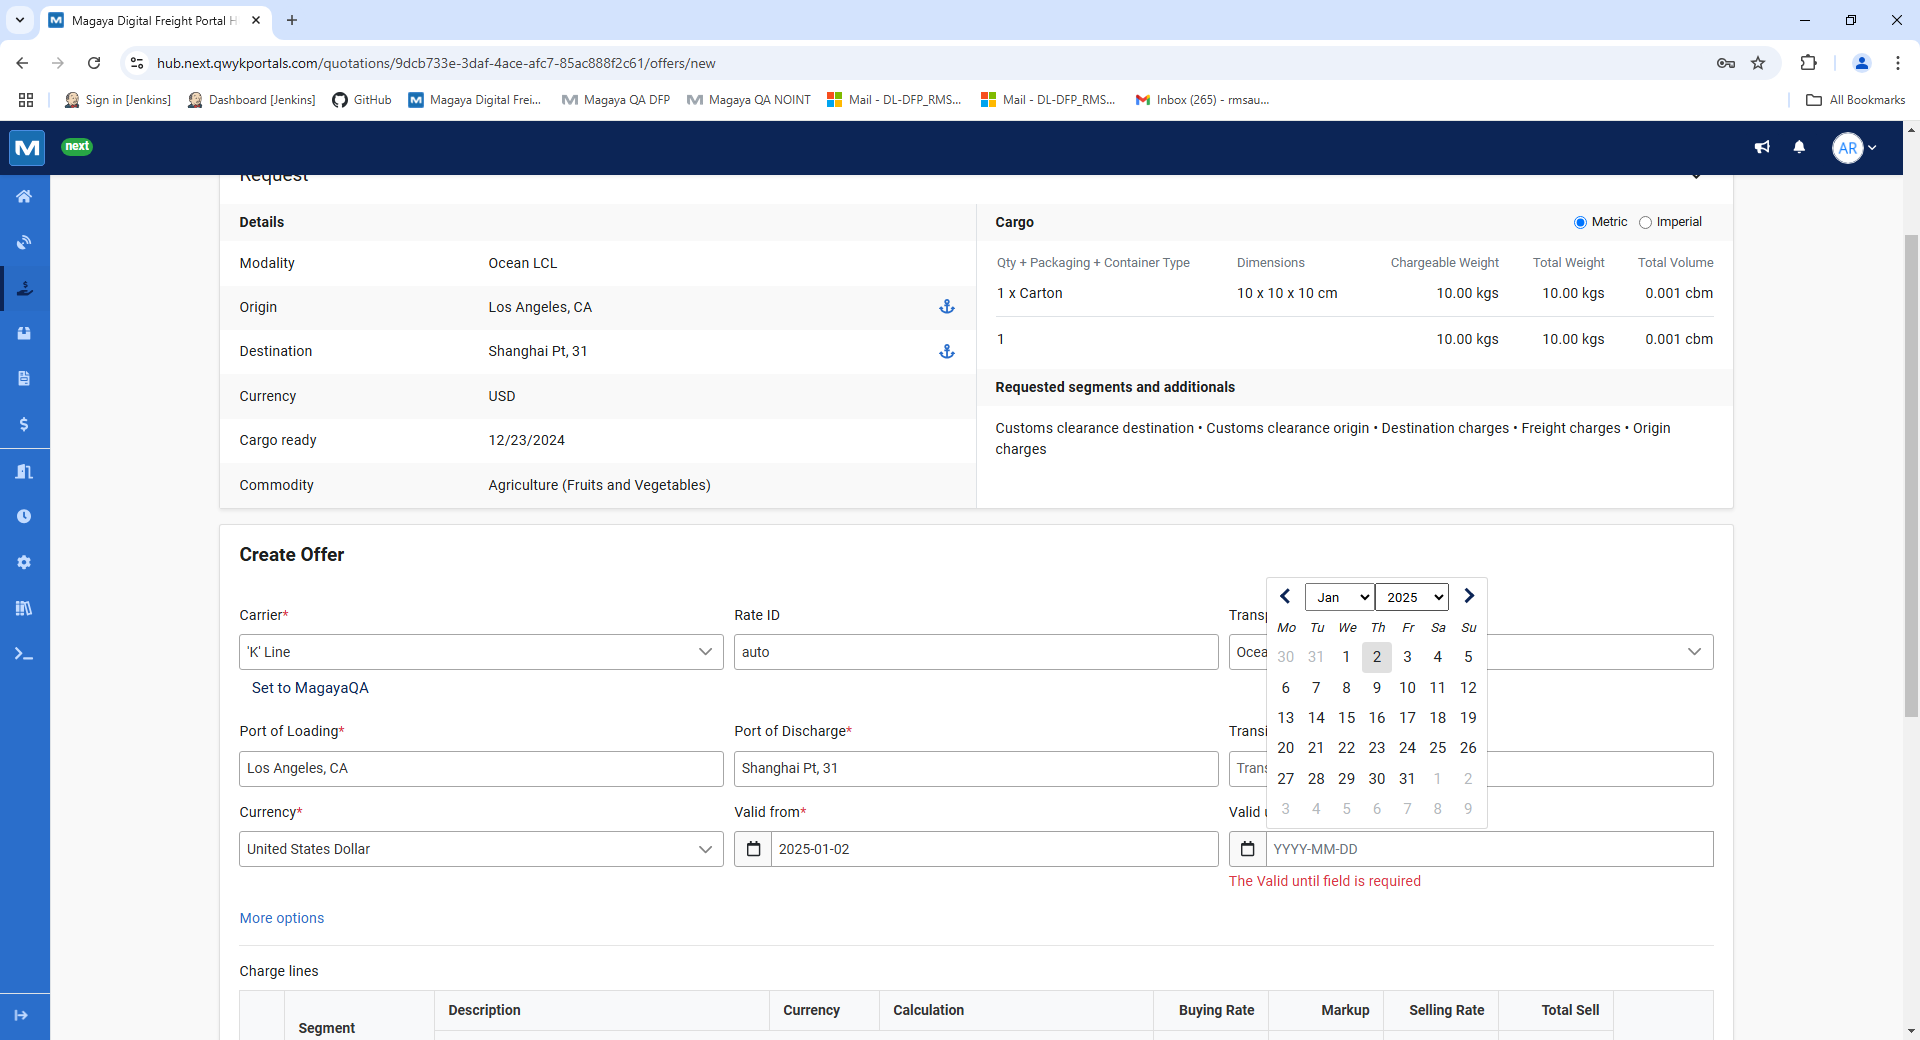 Magaya Digital Freight Portal H
hub.next.qwykportals.com/quotations/9dcb733e-3daf-4ace-afc7-85ac888f2c61/offers/new
Sign in [Jenkins]
Dashboard [Jenkins]
GitHub
Magaya Digital Frei...
Magaya QA DFP
Magaya QA NOINT
Mail - DL-DFP_RMS...
Mail - DL-DFP_RMS...
Inbox (265) - rmsau...
All Bookmarks
next
AR
Request
Details
Modality Ocean LCL
Origin Los Angeles, CA
Destination Shanghai Pt, 31
Currency USD
Cargo ready 12/23/2024
Commodity Agriculture (Fruits and Vegetables)
Cargo Metric Imperial
Qty + Packaging + Container Type Dimensions Chargeable Weight Total Weight Total Volume
1 x Carton 10 x 10 x 10 cm 10.00 kgs 10.00 kgs 0.001 cbm
1 10.00 kgs 10.00 kgs 0.001 cbm
Requested segments and additionals
Customs clearance destination • Customs clearance origin • Destination charges • Freight charges • Origin
charges
Create Offer
Carrier* Rate ID Transp
'K' Line auto Ocea
Set to MagayaQA
Port of Loading* Port of Discharge* Transi
Los Angeles, CA Shanghai Pt, 31 Trans
Currency* Valid from* Valid u
United States Dollar 2025-01-02 YYYY-MM-DD
The Valid until field is required
Jan 2025
Mo Tu We Th Fr Sa Su
30 31 1 2 3 4 5
6 7 8 9 10 11 12
13 14 15 16 17 18 19
20 21 22 23 24 25 26
27 28 29 30 31 1 2
3 4 5 6 7 8 9
More options
Charge lines
Segment Description Currency Calculation Buying Rate Markup Selling Rate Total Sell